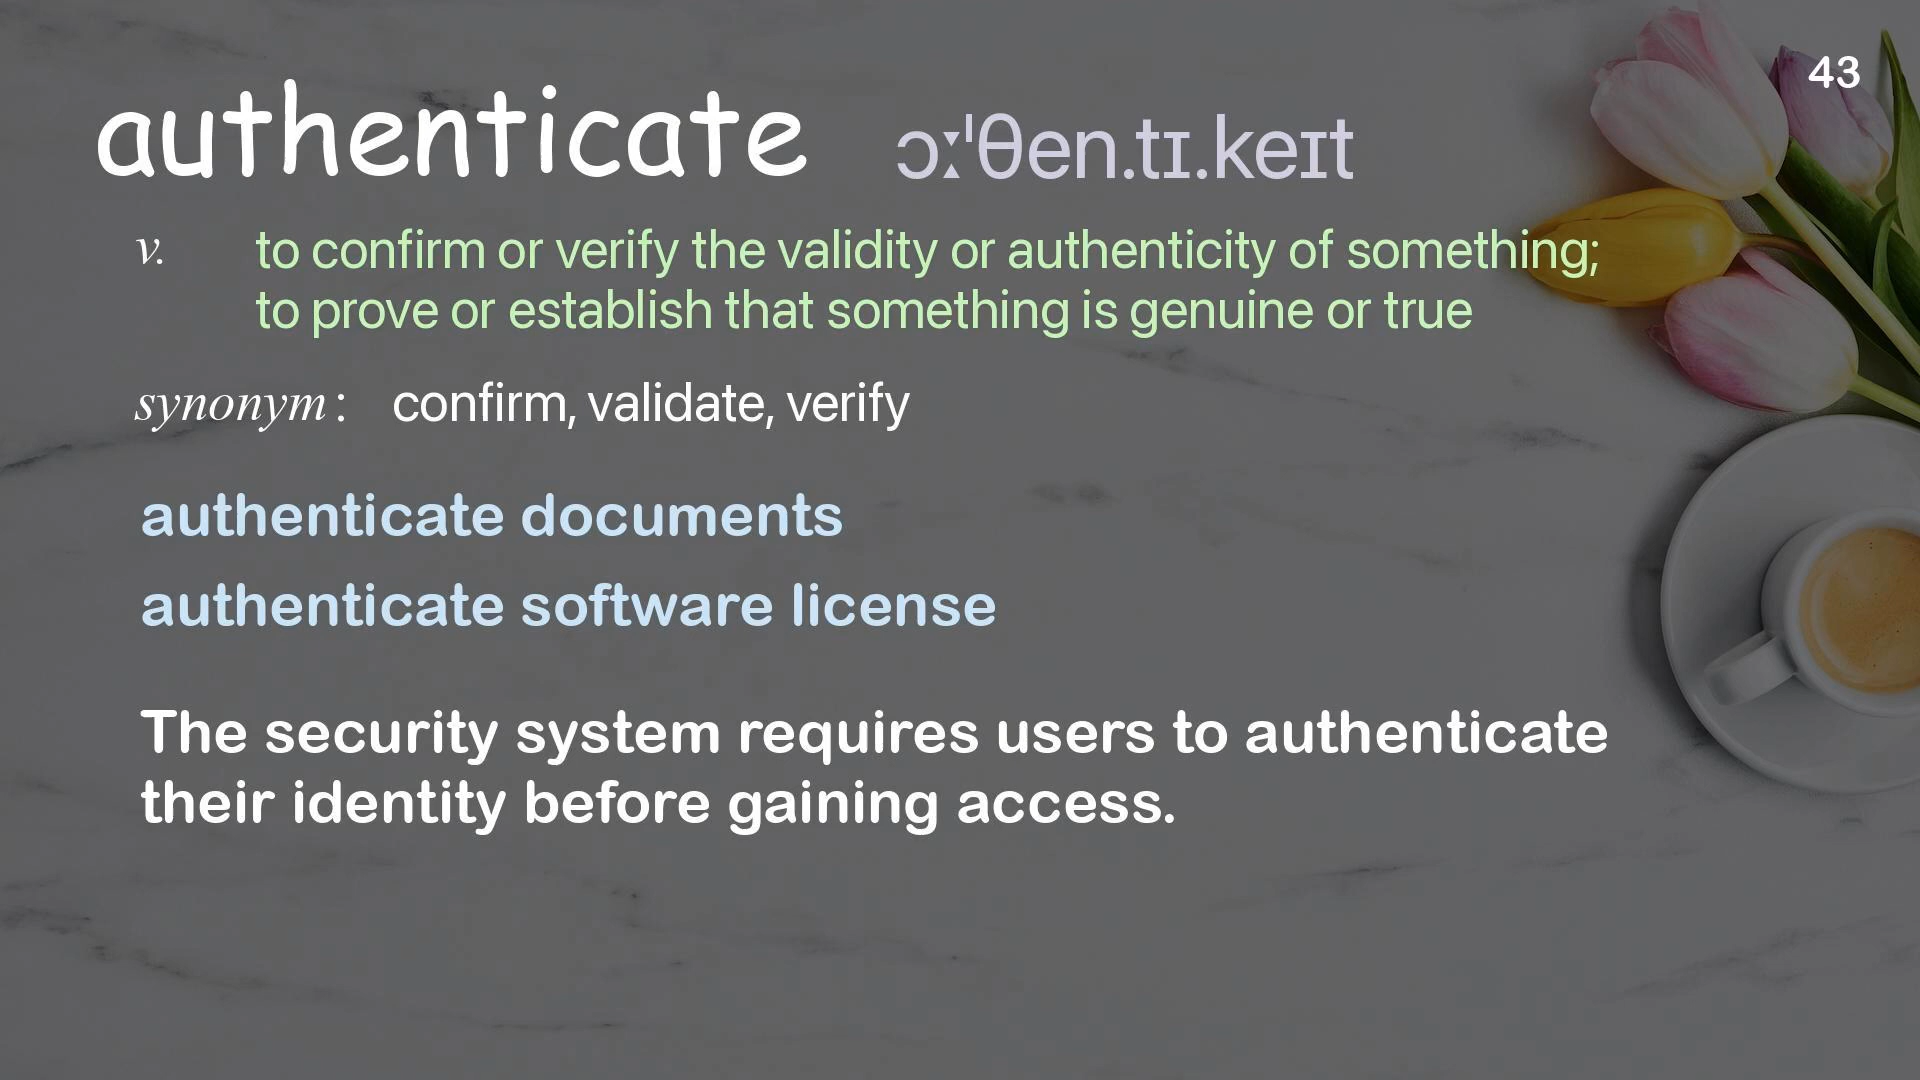 43
authenticate ɔːˈθen.tɪ.keɪt
v. to confirm or verify the validity or authenticity of something;
to prove or establish that something is genuine or true
synonym : confirm, validate, verify
authenticate documents
authenticate software license
The security system requires users to authenticate
their identity before gaining access.